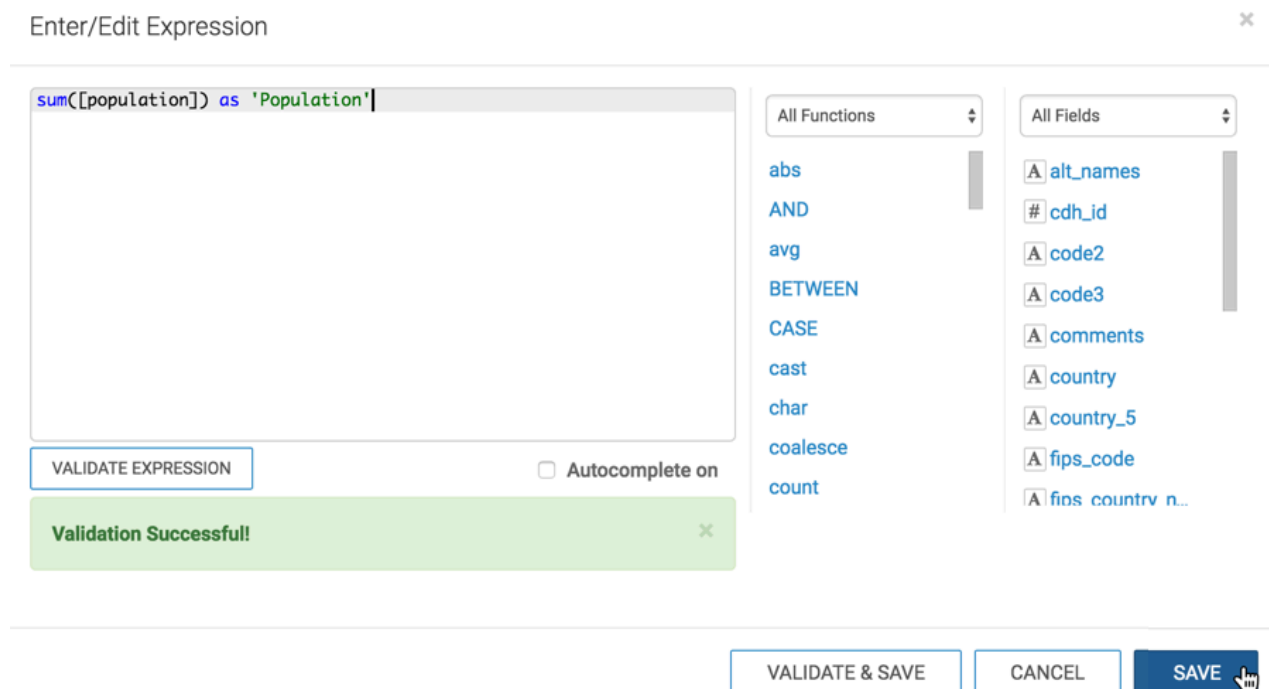 Enter/Edit Expression
×
sum([population]) as 'Population'
VALIDATE EXPRESSION
Autocomplete on
Validation Successful!
×
All Functions
abs
AND
avg
BETWEEN
CASE
cast
char
coalesce
count
All Fields
A alt_names
# cdh_id
A code2
A code3
A comments
A country
A country_5
A fips_code
A fips_country_n...
VALIDATE & SAVE
CANCEL
SAVE